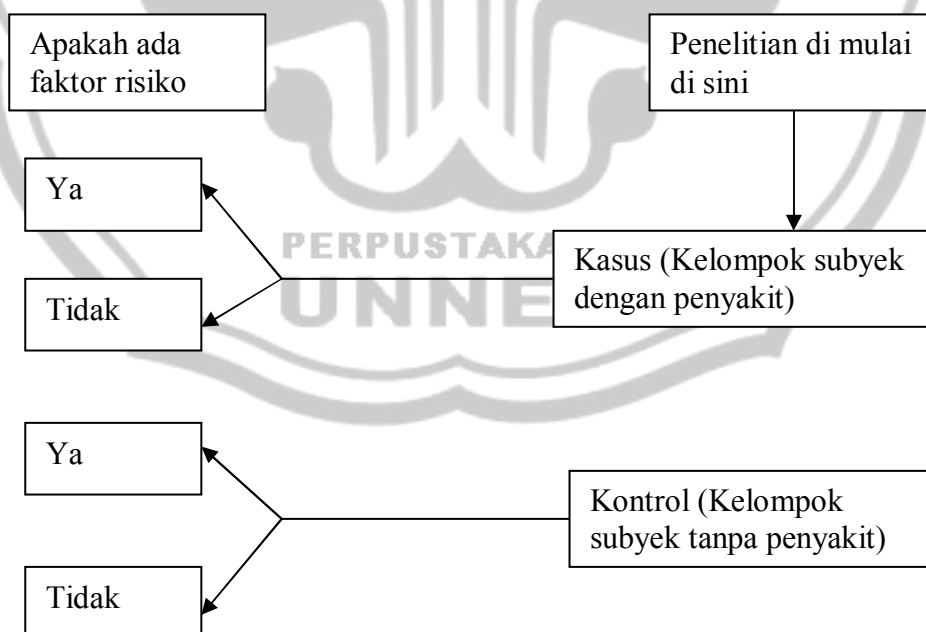 Apakah ada
faktor risiko
Penelitian di mulai
di sini
Ya
Tidak
PERPUSTAKA
UNNE
Kasus (Kelompok subyek
dengan penyakit)
Ya
Tidak
Kontrol (Kelompok
subyek tanpa penyakit)